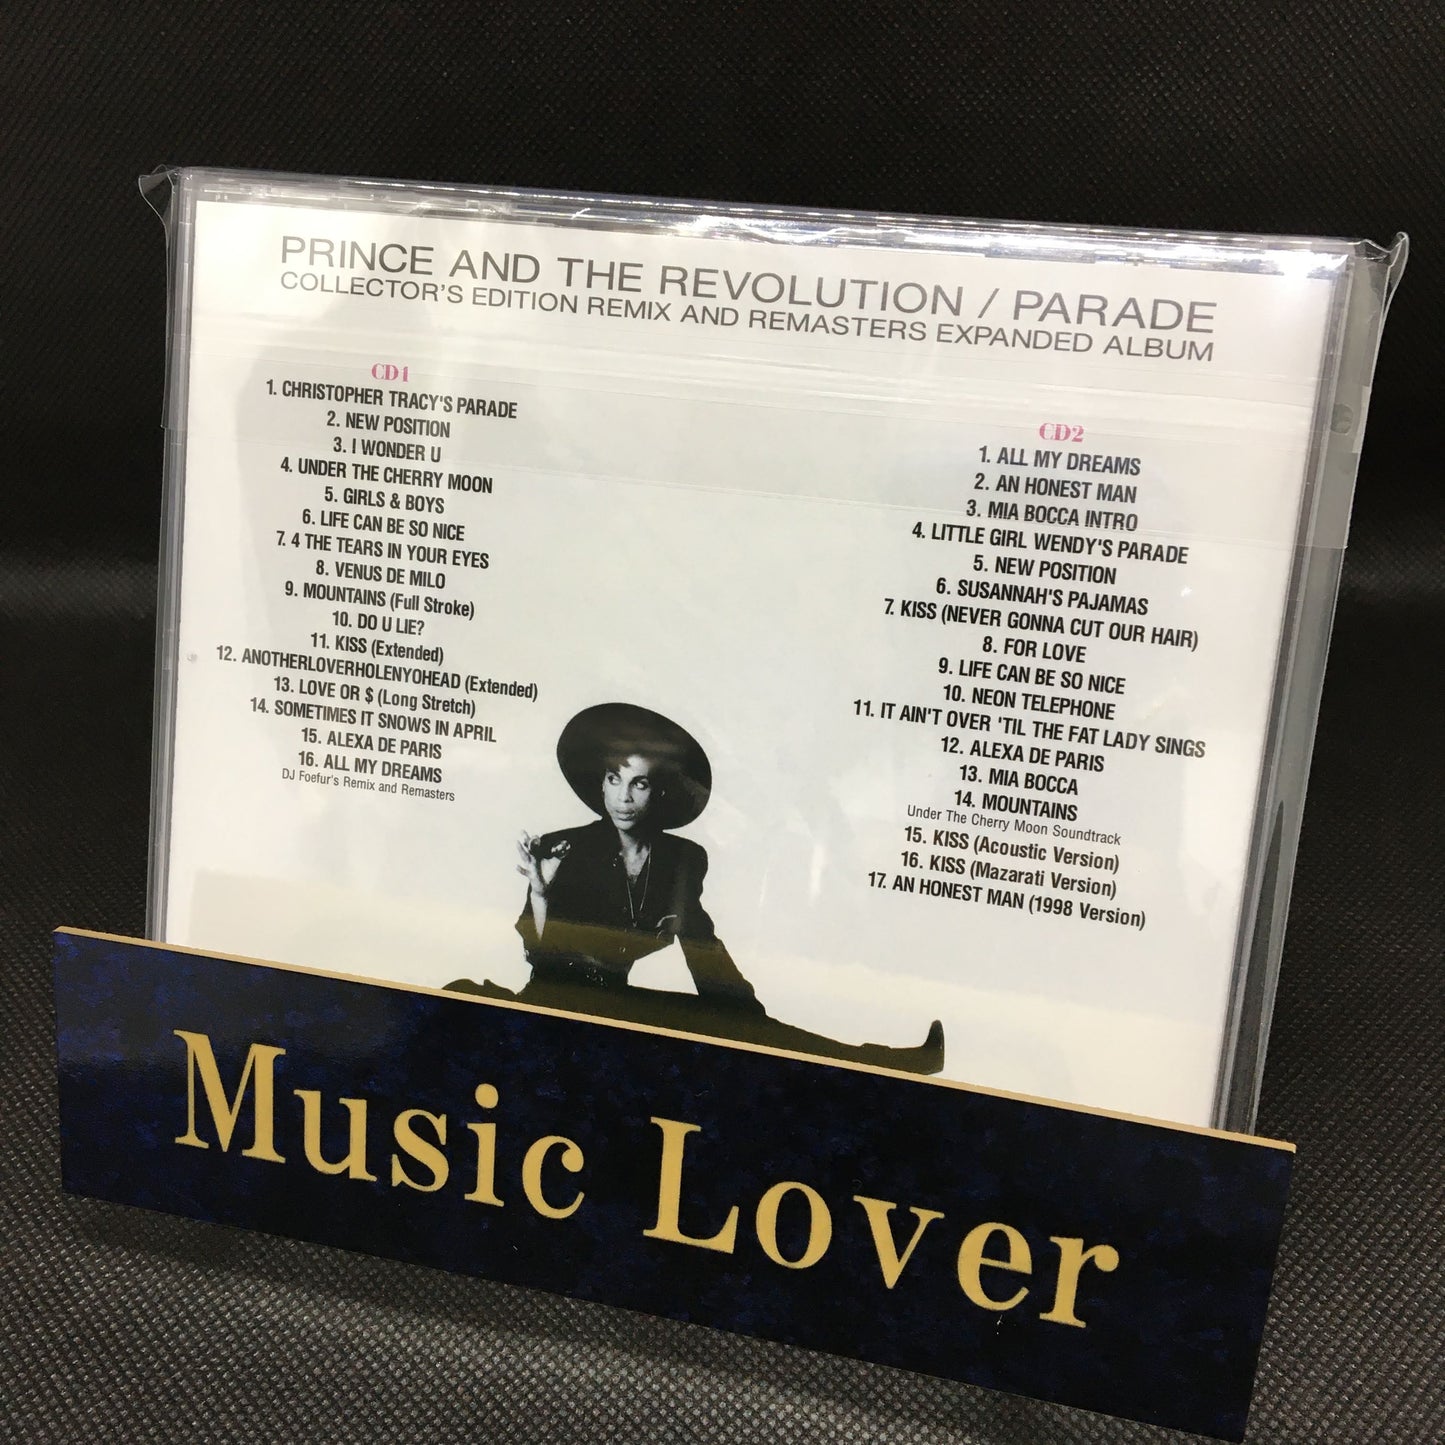 PRINCE AND THE REVOLUTION / PARADE
COLLECTOR'S EDITION REMIX AND REMASTERS EXPANDED ALBUM
CD1
1. CHRISTOPHER TRACY'S PARADE
2. NEW POSITION
3. I WONDER U
4. UNDER THE CHERRY MOON
5. GIRLS & BOYS
6. LIFE CAN BE SO NICE
7. 4 THE TEARS IN YOUR EYES
8. VENUS DE MILO
9. MOUNTAINS (Full Stroke)
10. DO U LIE?
11. KISS (Extended)
12. ANOTHERLOVERHOLENYOHEAD (Extended)
13. LOVE OR $ (Long Stretch)
14. SOMETIMES IT SNOWS IN APRIL
15. ALEXA DE PARIS
16. ALL MY DREAMS
DJ Foefur's Remix and Remasters
CD2
1. ALL MY DREAMS
2. AN HONEST MAN
3. MIA BOCCA INTRO
4. LITTLE GIRL WENDY'S PARADE
5. NEW POSITION
6. SUSANNAH'S PAJAMAS
7. KISS (NEVER GONNA CUT OUR HAIR)
8. FOR LOVE
9. LIFE CAN BE SO NICE
10. NEON TELEPHONE
11. IT AIN'T OVER 'TIL THE FAT LADY SINGS
12. ALEXA DE PARIS
13. MIA BOCCA
14. MOUNTAINS
Under The Cherry Moon Soundtrack
15. KISS (Acoustic Version)
16. KISS (Mazarati Version)
17. AN HONEST MAN (1998 Version)
Music Lover